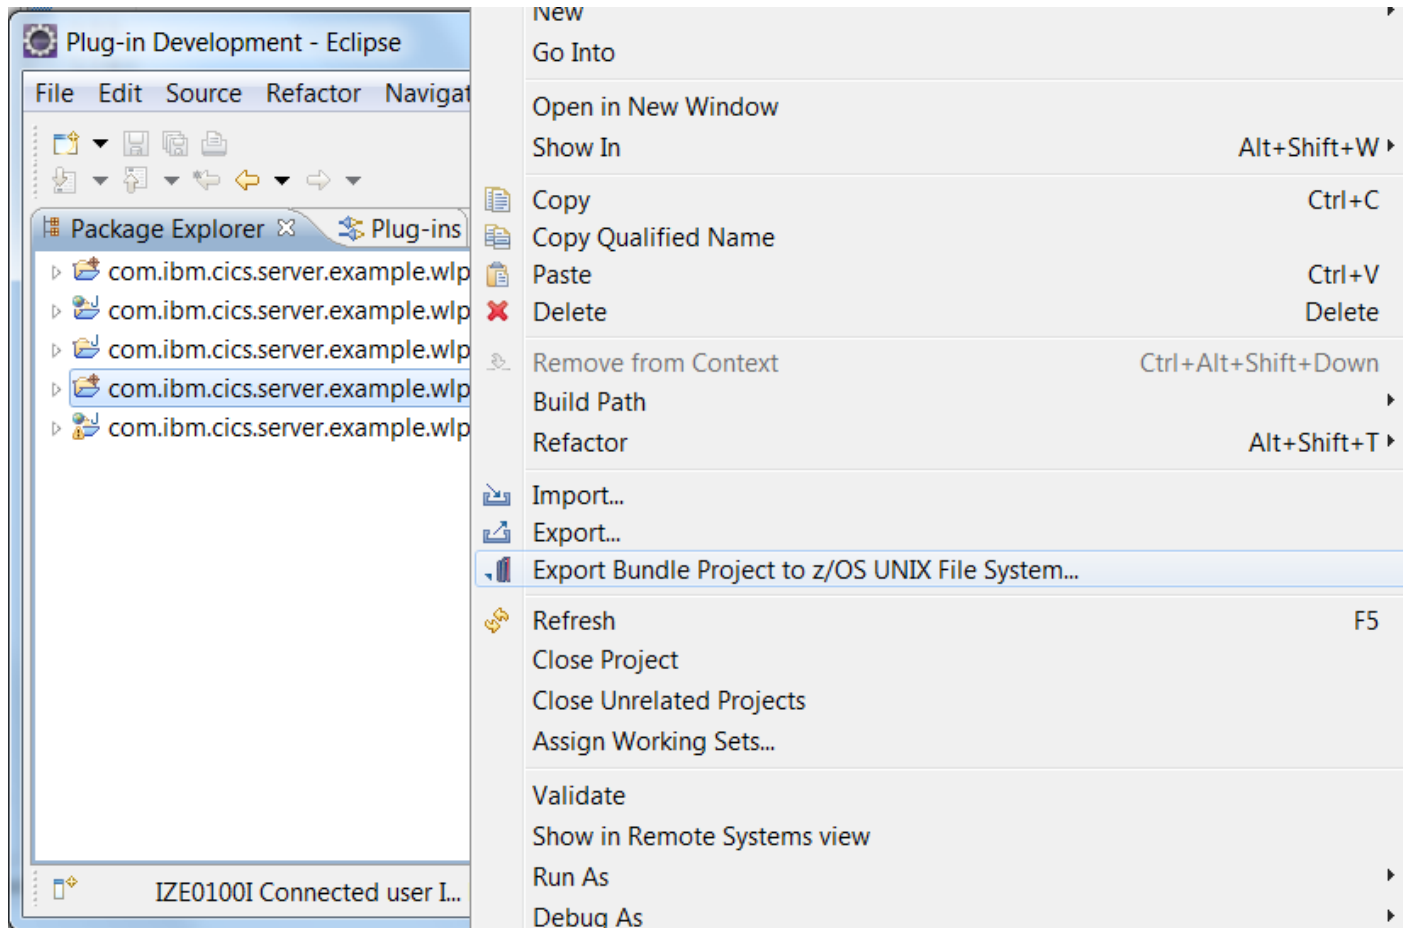 Plug-in Development - Eclipse
File Edit Source Refactor Navigat
Package Explorer Plug-ins
com.ibm.cics.server.example.wlp
com.ibm.cics.server.example.wlp
com.ibm.cics.server.example.wlp
com.ibm.cics.server.example.wlp
com.ibm.cics.server.example.wlp
IZE0100I Connected user I...
New
Go Into
Open in New Window
Show In Alt+Shift+W
Copy Ctrl+C
Copy Qualified Name
Paste Ctrl+V
Delete Delete
Remove from Context Ctrl+Alt+Shift+Down
Build Path
Refactor Alt+Shift+T
Import...
Export...
Export Bundle Project to z/OS UNIX File System...
Refresh F5
Close Project
Close Unrelated Projects
Assign Working Sets...
Validate
Show in Remote Systems view
Run As
Debug As